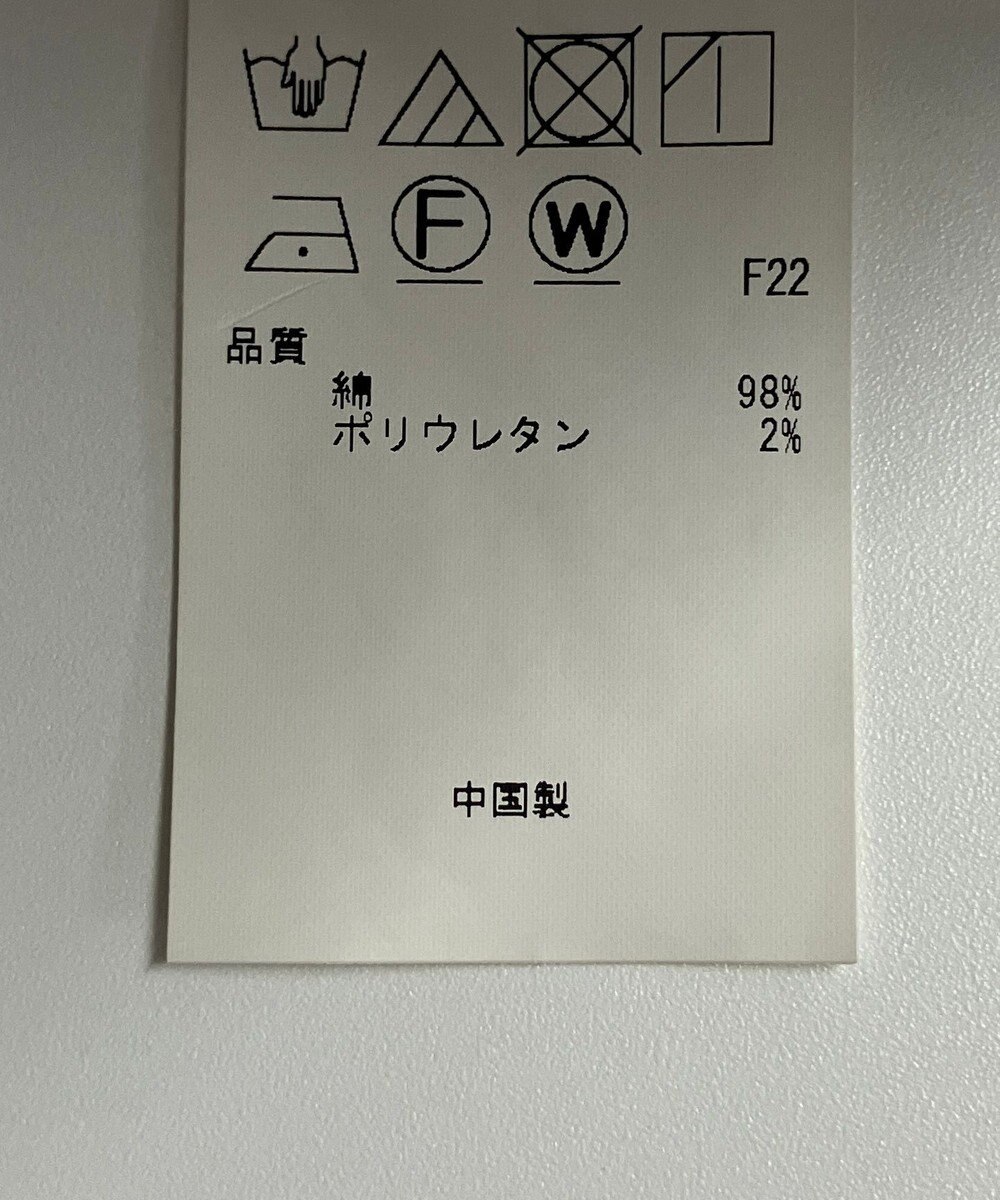 F W
F22
品質
綿 98%
ポリウレタン 2%
中国製